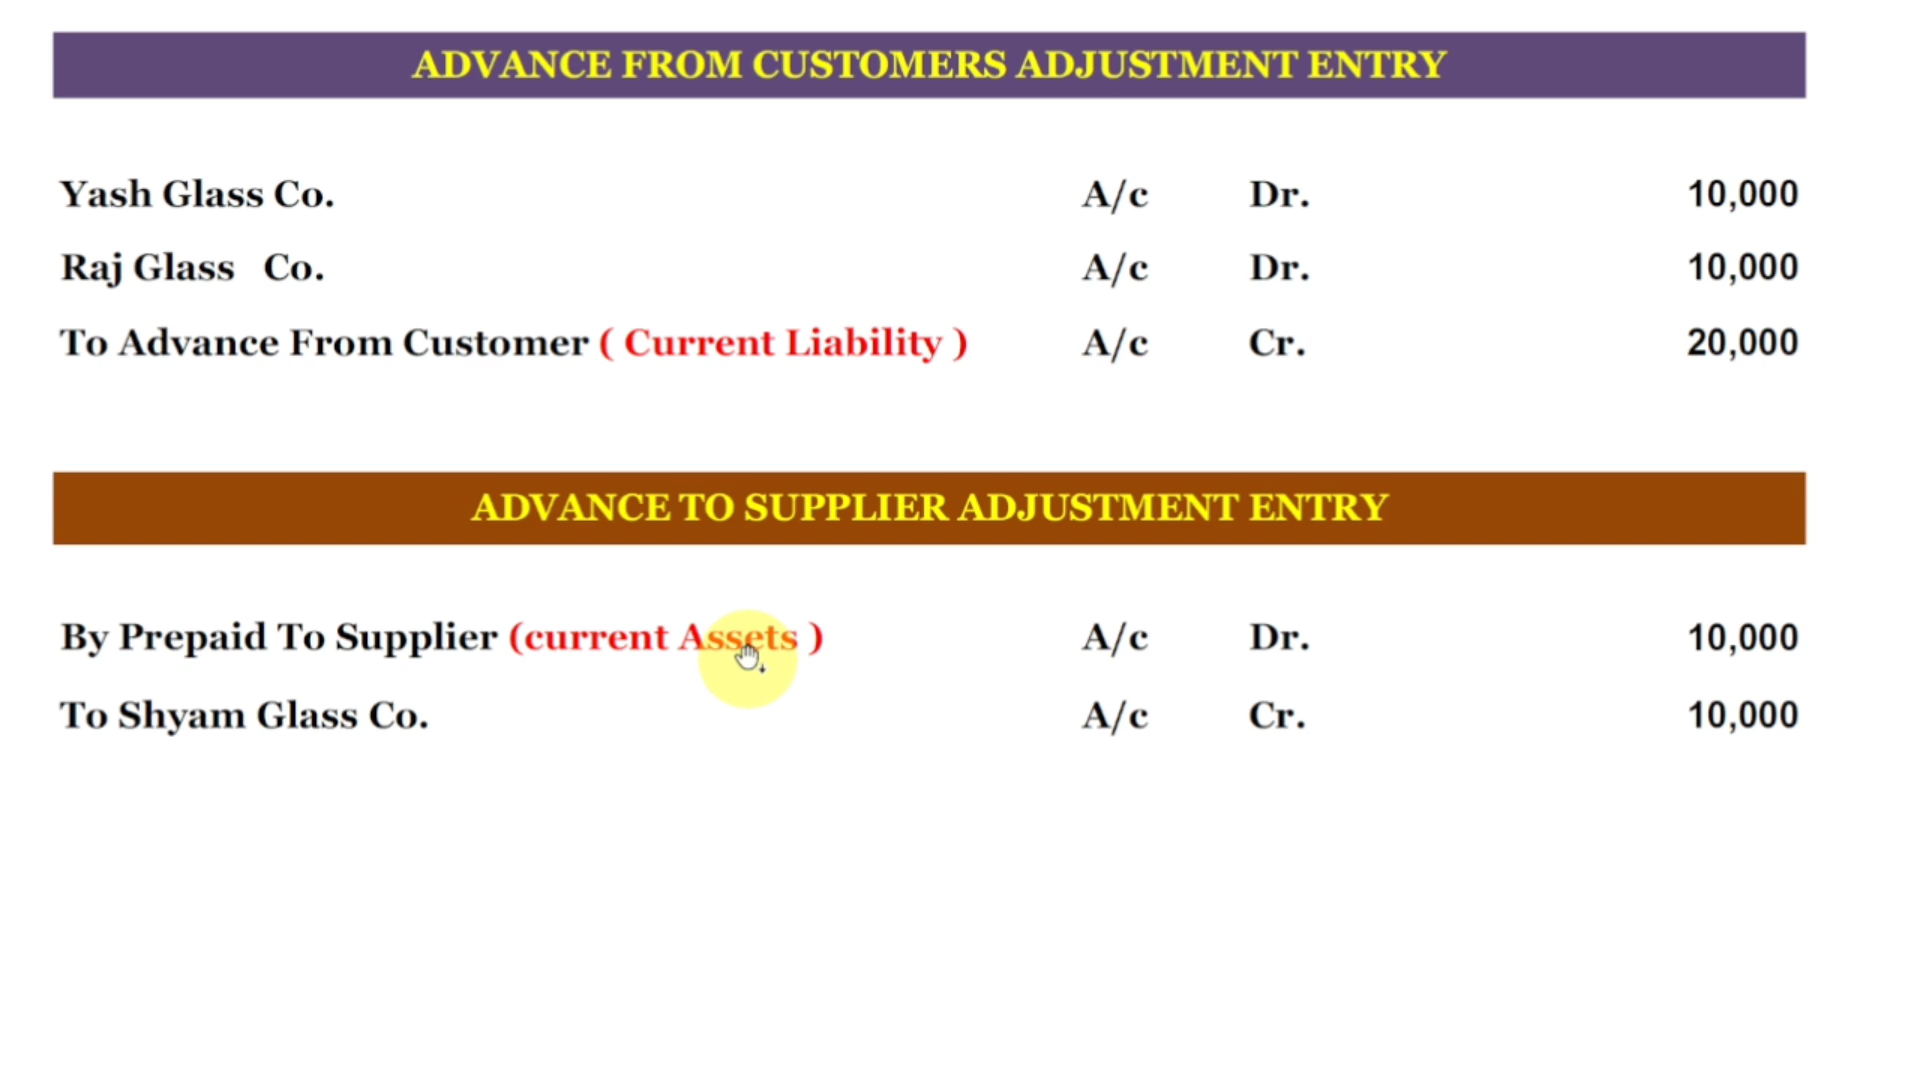 ADVANCE FROM CUSTOMERS ADJUSTMENT ENTRY
Yash Glass Co. A/c Dr. 10,000
Raj Glass Co. A/c Dr. 10,000
To Advance From Customer ( Current Liability ) A/c Cr. 20,000
ADVANCE TO SUPPLIER ADJUSTMENT ENTRY
By Prepaid To Supplier (current Assets ) A/c Dr. 10,000
To Shyam Glass Co. A/c Cr. 10,000